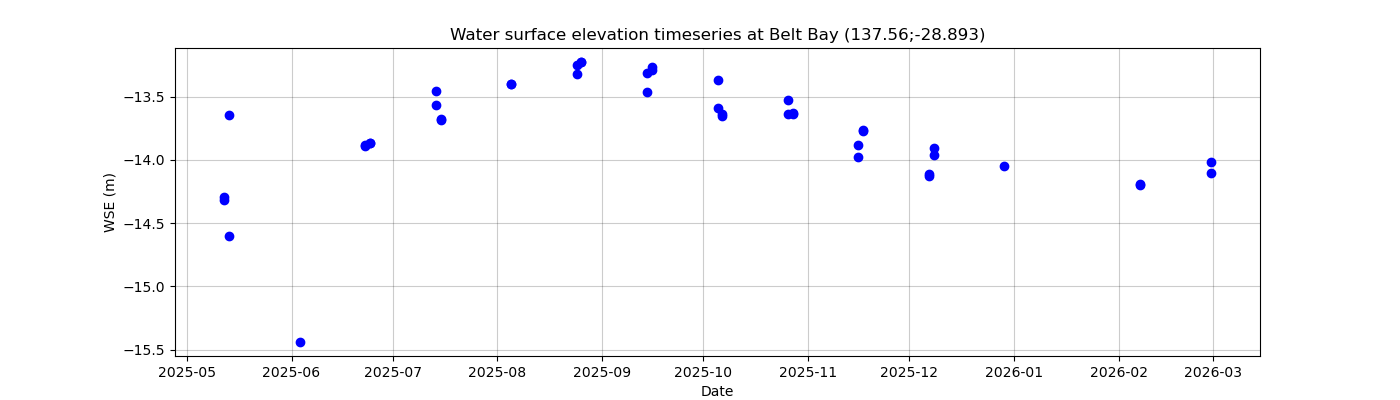 Water surface elevation timeseries at Belt Bay (137.56;-28.893)
WSE (m)
−13.5
−14.0
−14.5
−15.0
−15.5
2025-05 2025-06 2025-07 2025-08 2025-09 2025-10 2025-11 2025-12 2026-01 2026-02 2026-03
Date